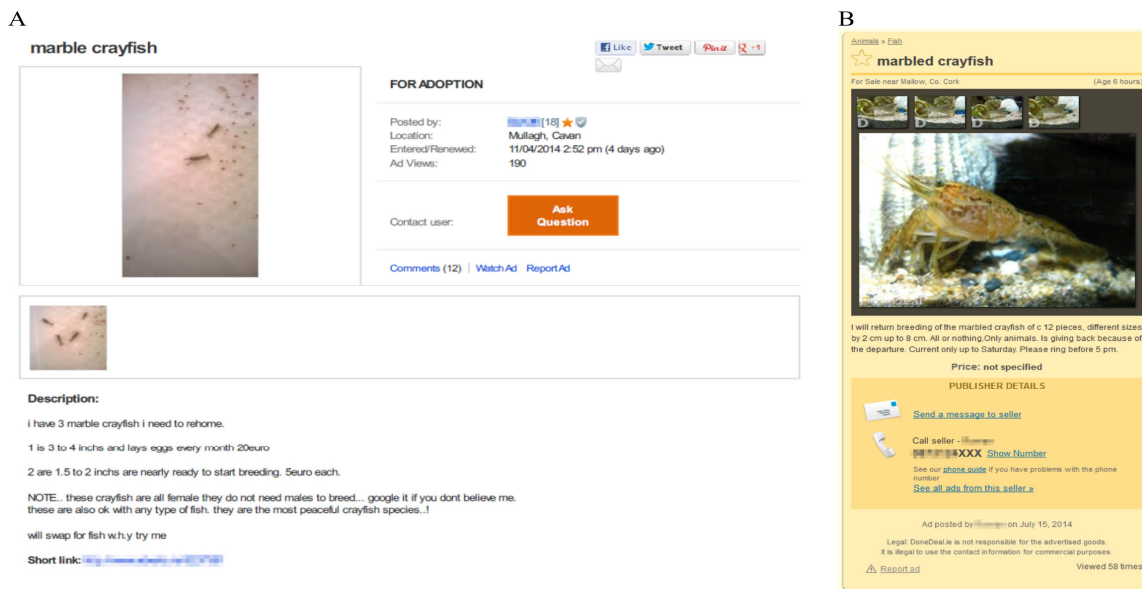 A
marble crayfish
Like Tweet Pin it +1
FOR ADOPTION
Posted by: [18]
Location: Mullagh, Cavan
Entered/Renewed: 11/04/2014 2:52 pm (4 days ago)
Ad Views: 190
Contact user: Ask Question
Comments (12) | Watch Ad Report Ad
Description:
i have 3 marble crayfish i need to rehome.
1 is 3 to 4 inchs and lays eggs every month 20euro
2 are 1.5 to 2 inchs are nearly ready to start breeding. 5euro each.
NOTE.. these crayfish are all female they do not need males to breed... google it if you dont believe me.
these are also ok with any type of fish. they are the most peaceful crayfish species..!
will swap for fish w.h.y try me
Short link:
B
Animals » Fish
marbled crayfish
For Sale near Mallow, Co. Cork (Age 6 hours)
I will return breeding of the marbled crayfish of c 12 pieces, different sizes
by 2 cm up to 8 cm. All or nothing.Only animals. Is giving back because of
the departure. Current only up to Saturday. Please ring before 5 pm.
Price: not specified
PUBLISHER DETAILS
Send a message to seller
Call seller -
XXX Show Number
See our phone guide if you have problems with the phone
number
See all ads from this seller »
Ad posted by on July 15, 2014
Legal: DoneDeal.ie is not responsible for the advertised goods.
It is illegal to use the contact information for commercial purposes.
Report ad Viewed 58 times